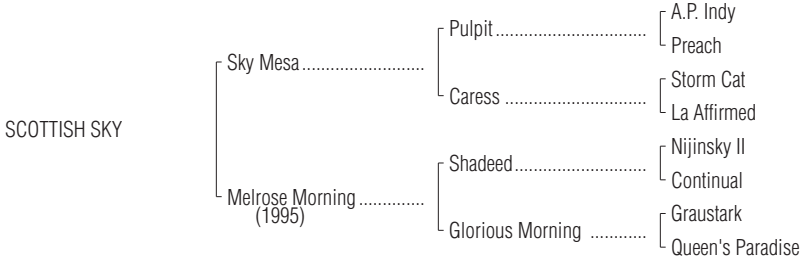 A.P. Indy
Pulpit..............................
Preach
Sky Mesa........................
Storm Cat
Caress ............................
La Affirmed
SCOTTISH SKY
Nijinsky II
Shadeed..........................
Continual
Melrose Morning .............
(1995)
Graustark
Glorious Morning ...........
Queen's Paradise